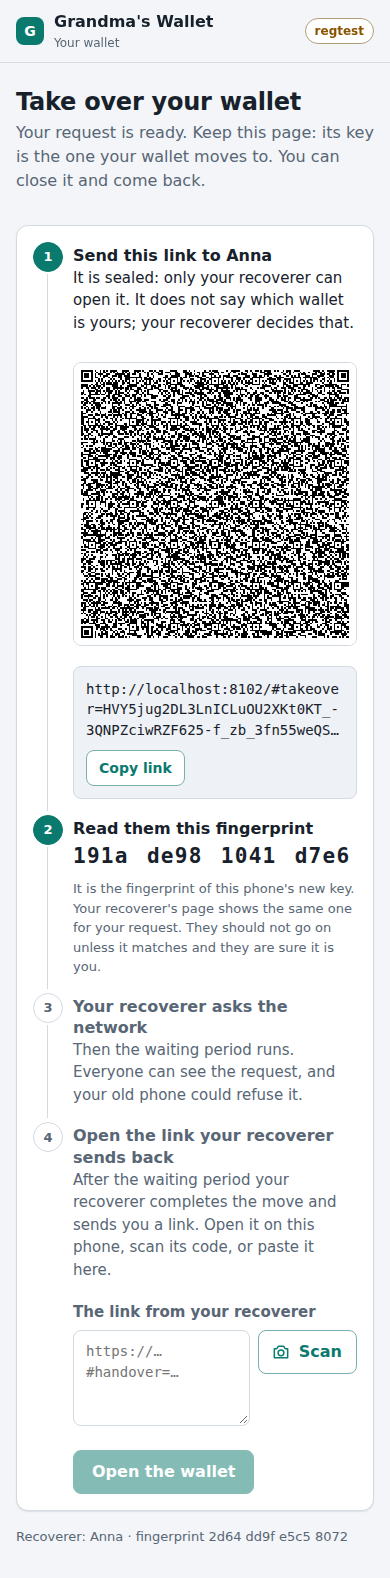 G
Grandma's Wallet
Your wallet
regtest
Take over your wallet
Your request is ready. Keep this page: its key
is the one your wallet moves to. You can
close it and come back.
1
Send this link to Anna
It is sealed: only your recoverer can
open it. It does not say which wallet
is yours; your recoverer decides that.
http://localhost:8102/#takeove
r=HVY5jug2DL3LnICLuOU2XKt0KT_-
3QNPZciwRZF625-f_zb_3fn55weQS…
Copy link
2
Read them this fingerprint
191a de98 1041 d7e6
It is the fingerprint of this phone's new key.
Your recoverer's page shows the same one
for your request. They should not go on
unless it matches and they are sure it is
you.
3
Your recoverer asks the
network
Then the waiting period runs.
Everyone can see the request, and
your old phone could refuse it.
4
Open the link your recoverer
sends back
After the waiting period your
recoverer completes the move and
sends you a link. Open it on this
phone, scan its code, or paste it
here.
The link from your recoverer
https://…
#handover=…
Scan
Open the wallet
Recoverer: Anna · fingerprint 2d64 dd9f e5c5 8072